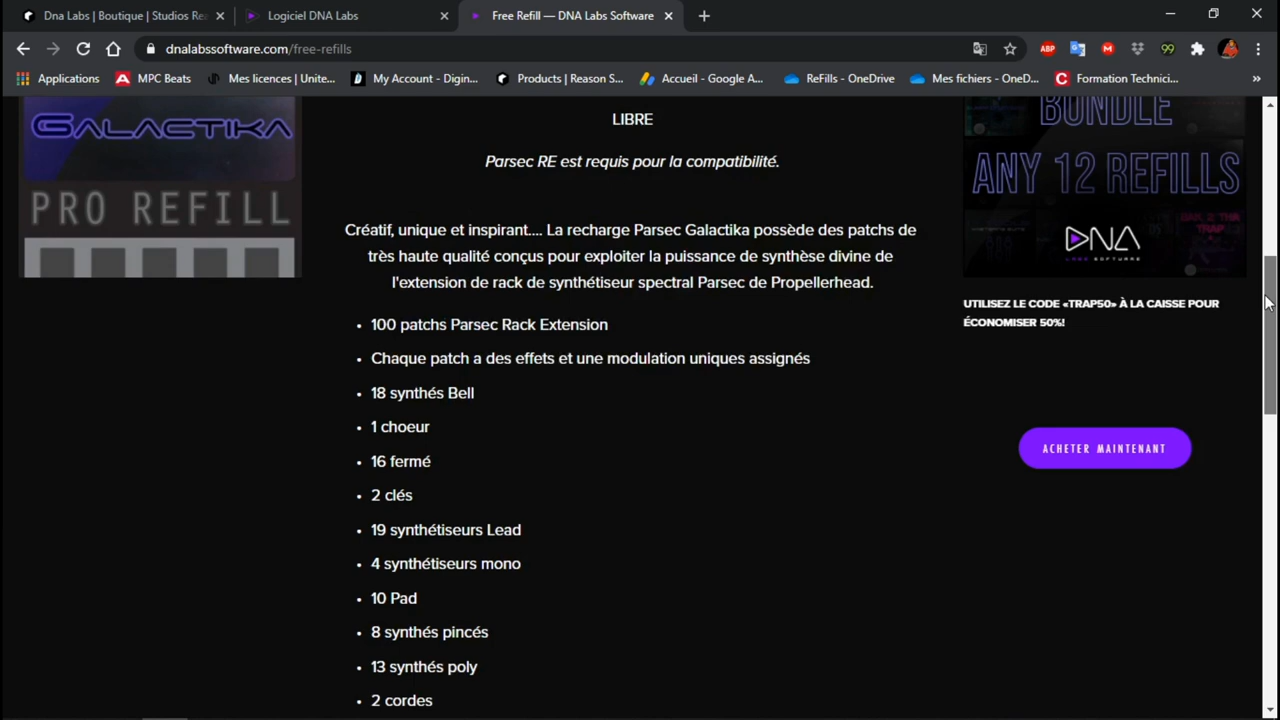 Dna Labs | Boutique | Studios Re
Logiciel DNA Labs
Free Refill — DNA Labs Software
dnalabssoftware.com/free-refills
ABP
99
Applications
MPC Beats
Mes licences | Unite...
My Account - Digin...
Products | Reason S...
Accueil - Google A...
ReFills - OneDrive
Mes fichiers - OneD...
Formation Technici...
»
GALACTIKA
PRO REFILL
LIBRE
Parsec RE est requis pour la compatibilité.
Créatif, unique et inspirant.... La recharge Parsec Galactika possède des patchs de
très haute qualité conçus pour exploiter la puissance de synthèse divine de
l'extension de rack de synthétiseur spectral Parsec de Propellerhead.
• 100 patchs Parsec Rack Extension
• Chaque patch a des effets et une modulation uniques assignés
• 18 synthés Bell
• 1 choeur
• 16 fermé
• 2 clés
• 19 synthétiseurs Lead
• 4 synthétiseurs mono
• 10 Pad
• 8 synthés pincés
• 13 synthés poly
• 2 cordes
BUNDLE
ANY 12 REFILLS
DNA
LABS SOFTWARE
UTILISEZ LE CODE «TRAP50» À LA CAISSE POUR
ÉCONOMISER 50%!
ACHETER MAINTENANT